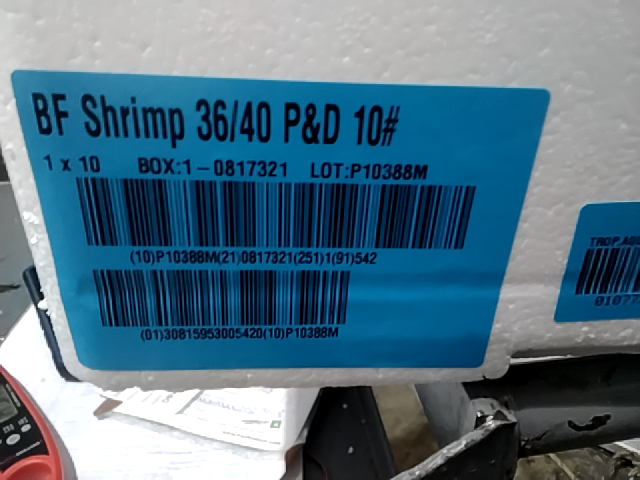 BF Shrimp 36/40 P&D 10#
1 x 10 BOX:1-0817321 LOT:P10388M
(10)P10388M(21)0817321(251)1(91)542
(01)30815953005420(10)P10388M